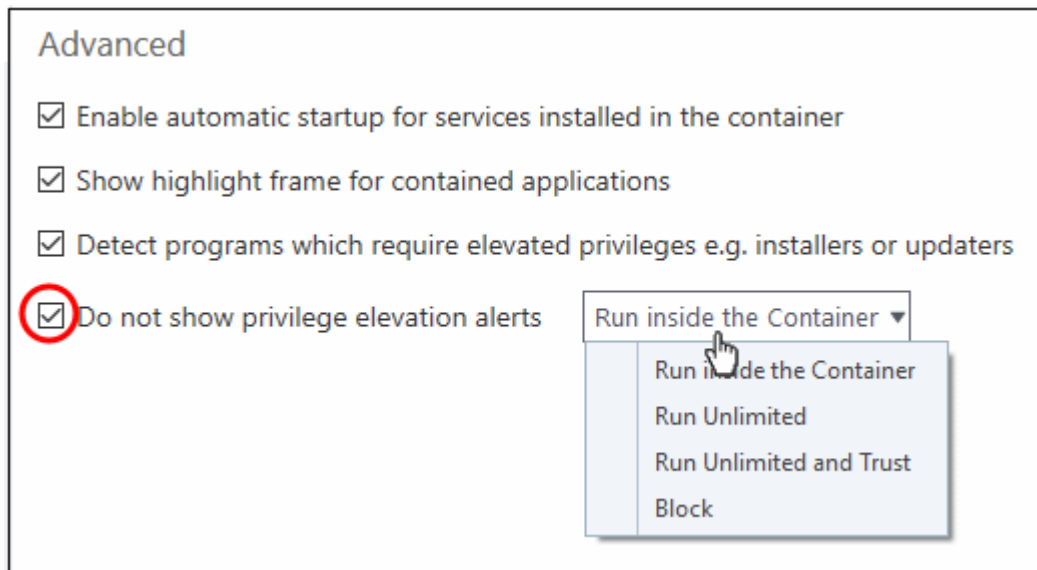 Advanced
Enable automatic startup for services installed in the container
Show highlight frame for contained applications
Detect programs which require elevated privileges e.g. installers or updaters
Do not show privilege elevation alerts
Run inside the Container
Run inside the Container
Run Unlimited
Run Unlimited and Trust
Block